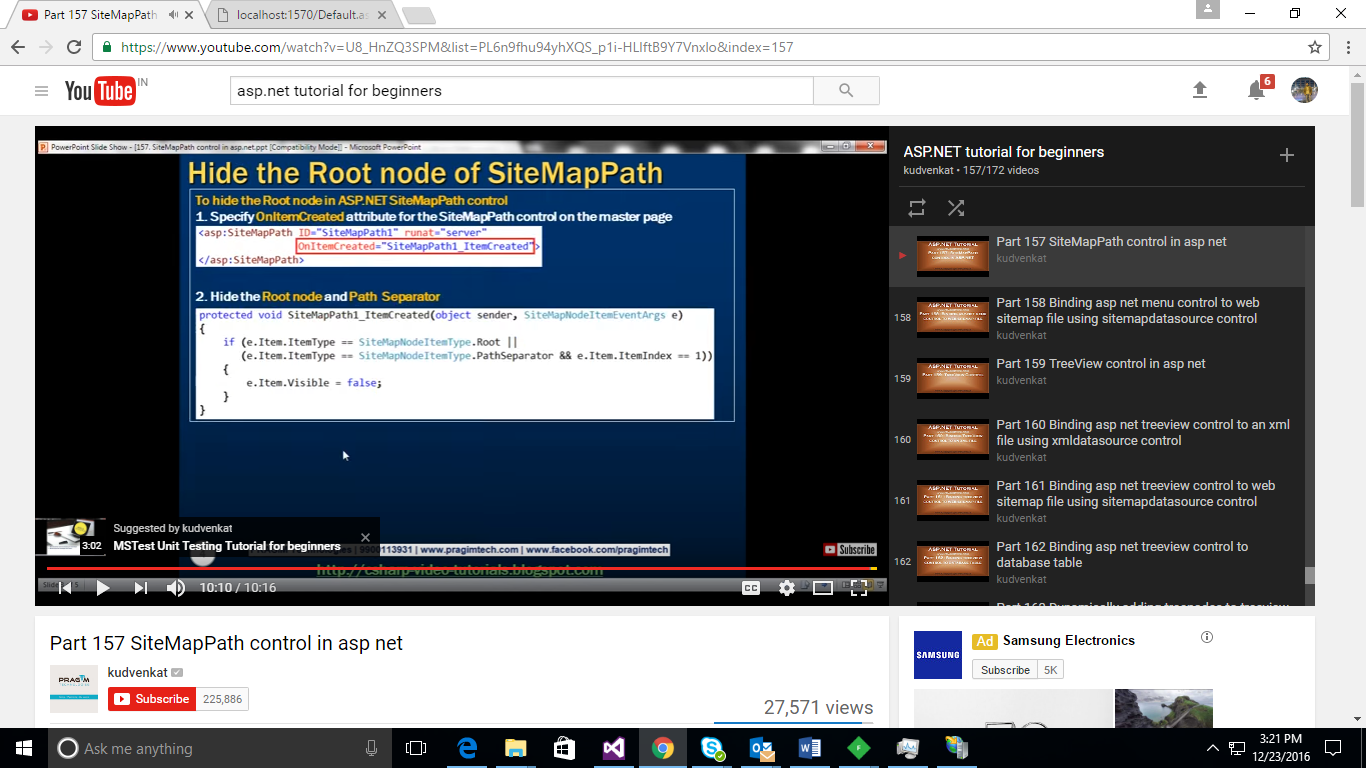 Part 157 SiteMapPath
localhost:1570/Default.as
https://www.youtube.com/watch?v=U8_HnZQ3SPM&list=PL6n9fhu94yhXQS_p1i-HLIftB9Y7Vnxlo&index=157
YouTube IN
asp.net tutorial for beginners
6
PowerPoint Slide Show - [157. SiteMapPath control in asp.net.ppt [Compatibility Mode]] - Microsoft PowerPoint
Hide the Root node of SiteMapPath
To hide the Root node in ASP.NET SiteMapPath control
1. Specify OnItemCreated attribute for the SiteMapPath control on the master page
<asp:SiteMapPath ID="SiteMapPath1" runat="server"
OnItemCreated="SiteMapPath1_ItemCreated">
</asp:SiteMapPath>
2. Hide the Root node and Path Separator
protected void SiteMapPath1_ItemCreated(object sender, SiteMapNodeItemEventArgs e)
{
if (e.Item.ItemType == SiteMapNodeItemType.Root ||
(e.Item.ItemType == SiteMapNodeItemType.PathSeparator && e.Item.ItemIndex == 1))
{
e.Item.Visible = false;
}
}
Suggested by kudvenkat
MSTest Unit Testing Tutorial for beginners
3:02
9900113931 | www.pragimtech.com | www.facebook.com/pragimtech
Subscribe
http://csharp-video-tutorials.blogspot.com
10:10 / 10:16
CC
ASP.NET tutorial for beginners
kudvenkat • 157/172 videos
Part 157 SiteMapPath control in asp net
kudvenkat
158
Part 158 Binding asp net menu control to web
sitemap file using sitemapdatasource control
kudvenkat
159
Part 159 TreeView control in asp net
kudvenkat
160
Part 160 Binding asp net treeview control to an xml
file using xmldatasource control
kudvenkat
161
Part 161 Binding asp net treeview control to web
sitemap file using sitemapdatasource control
kudvenkat
162
Part 162 Binding asp net treeview control to
database table
kudvenkat
Part 157 SiteMapPath control in asp net
PRAGIM
kudvenkat
Subscribe 225,886
27,571 views
SAMSUNG
Ad Samsung Electronics
Subscribe 5K
Ask me anything
3:21 PM
12/23/2016